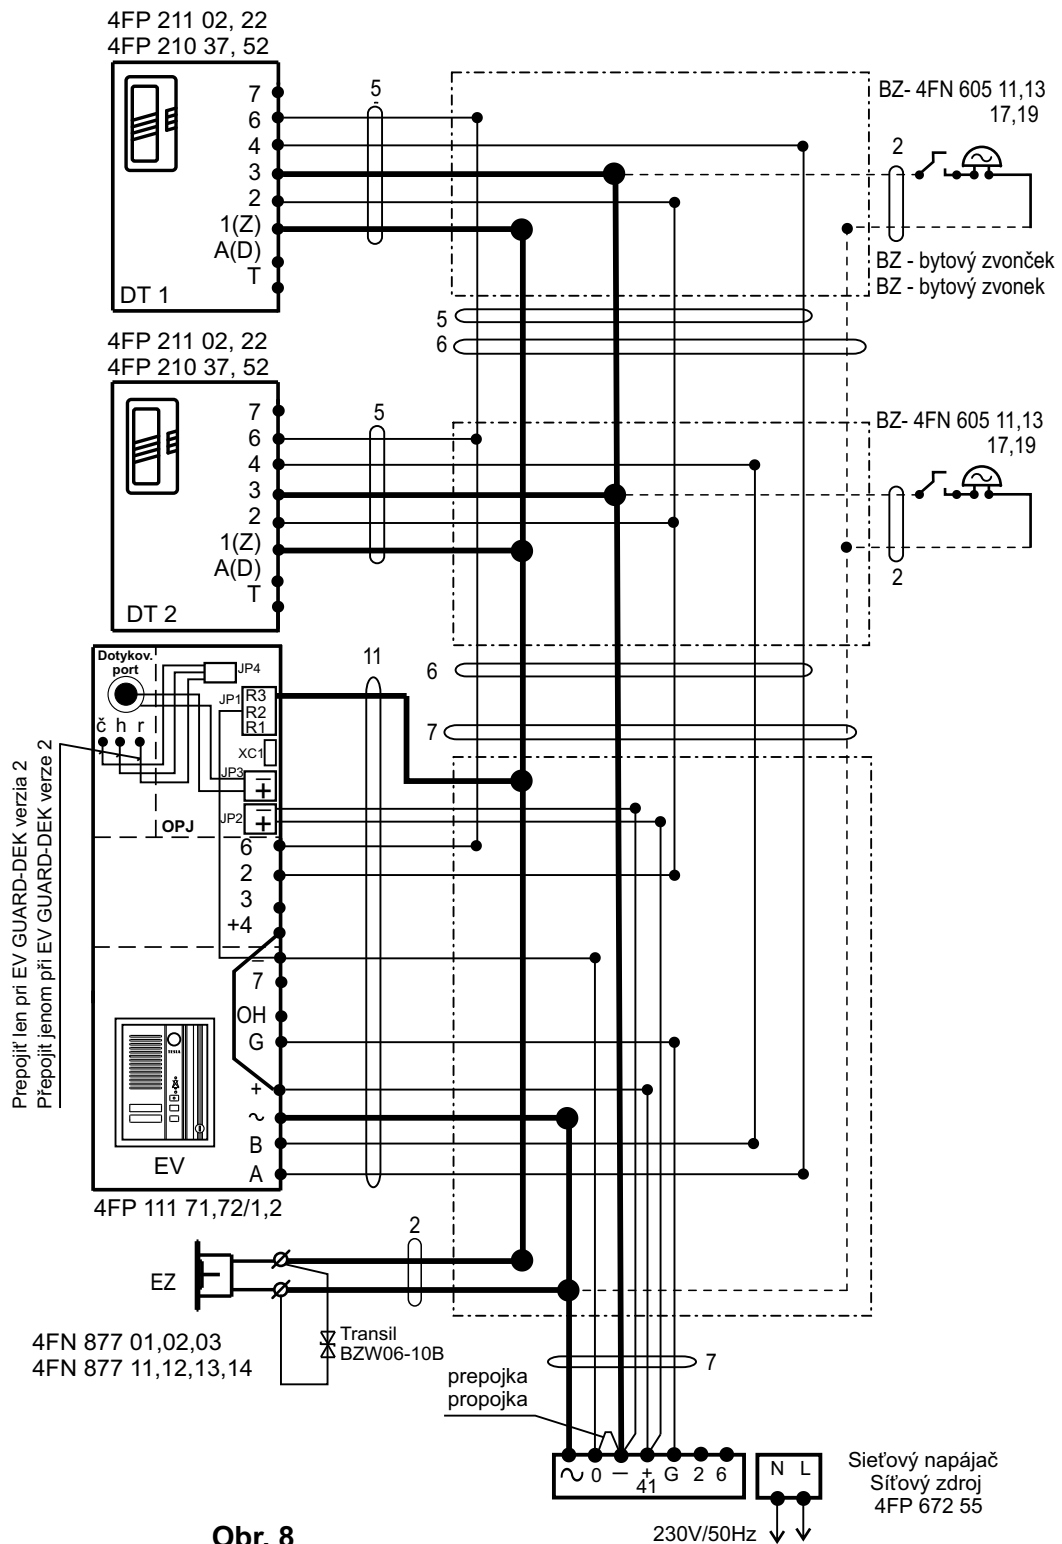 4FP 211 02, 22
4FP 210 37, 52
7
6
4
3
2
1(Z)
A(D)
T
DT 1
5
BZ- 4FN 605 11,13
17,19
2
BZ - bytový zvonček
BZ - bytový zvonek
5
6
4FP 211 02, 22
4FP 210 37, 52
7
6
4
3
2
1(Z)
A(D)
T
DT 2
5
BZ- 4FN 605 11,13
17,19
2
6
7
11
Dotykov.
port
č h r
JP4
JP1
R3
R2
R1
XC1
JP3
– +
JP2
– +
OPJ
6
2
3
+4
–
7
OH
G
+
~
B
A
TESLA
EV
4FP 111 71,72/1,2
Prepojiť len pri EV GUARD-DEK verzia 2
Přepojit jenom při EV GUARD-DEK verze 2
2
EZ
4FN 877 01,02,03
4FN 877 11,12,13,14
Transil
BZW06-10B
7
prepojka
propojka
~ 0 – + G 2 6
41
N L
Sieťový napájač
Síťový zdroj
4FP 672 55
230V/50Hz
Obr. 8